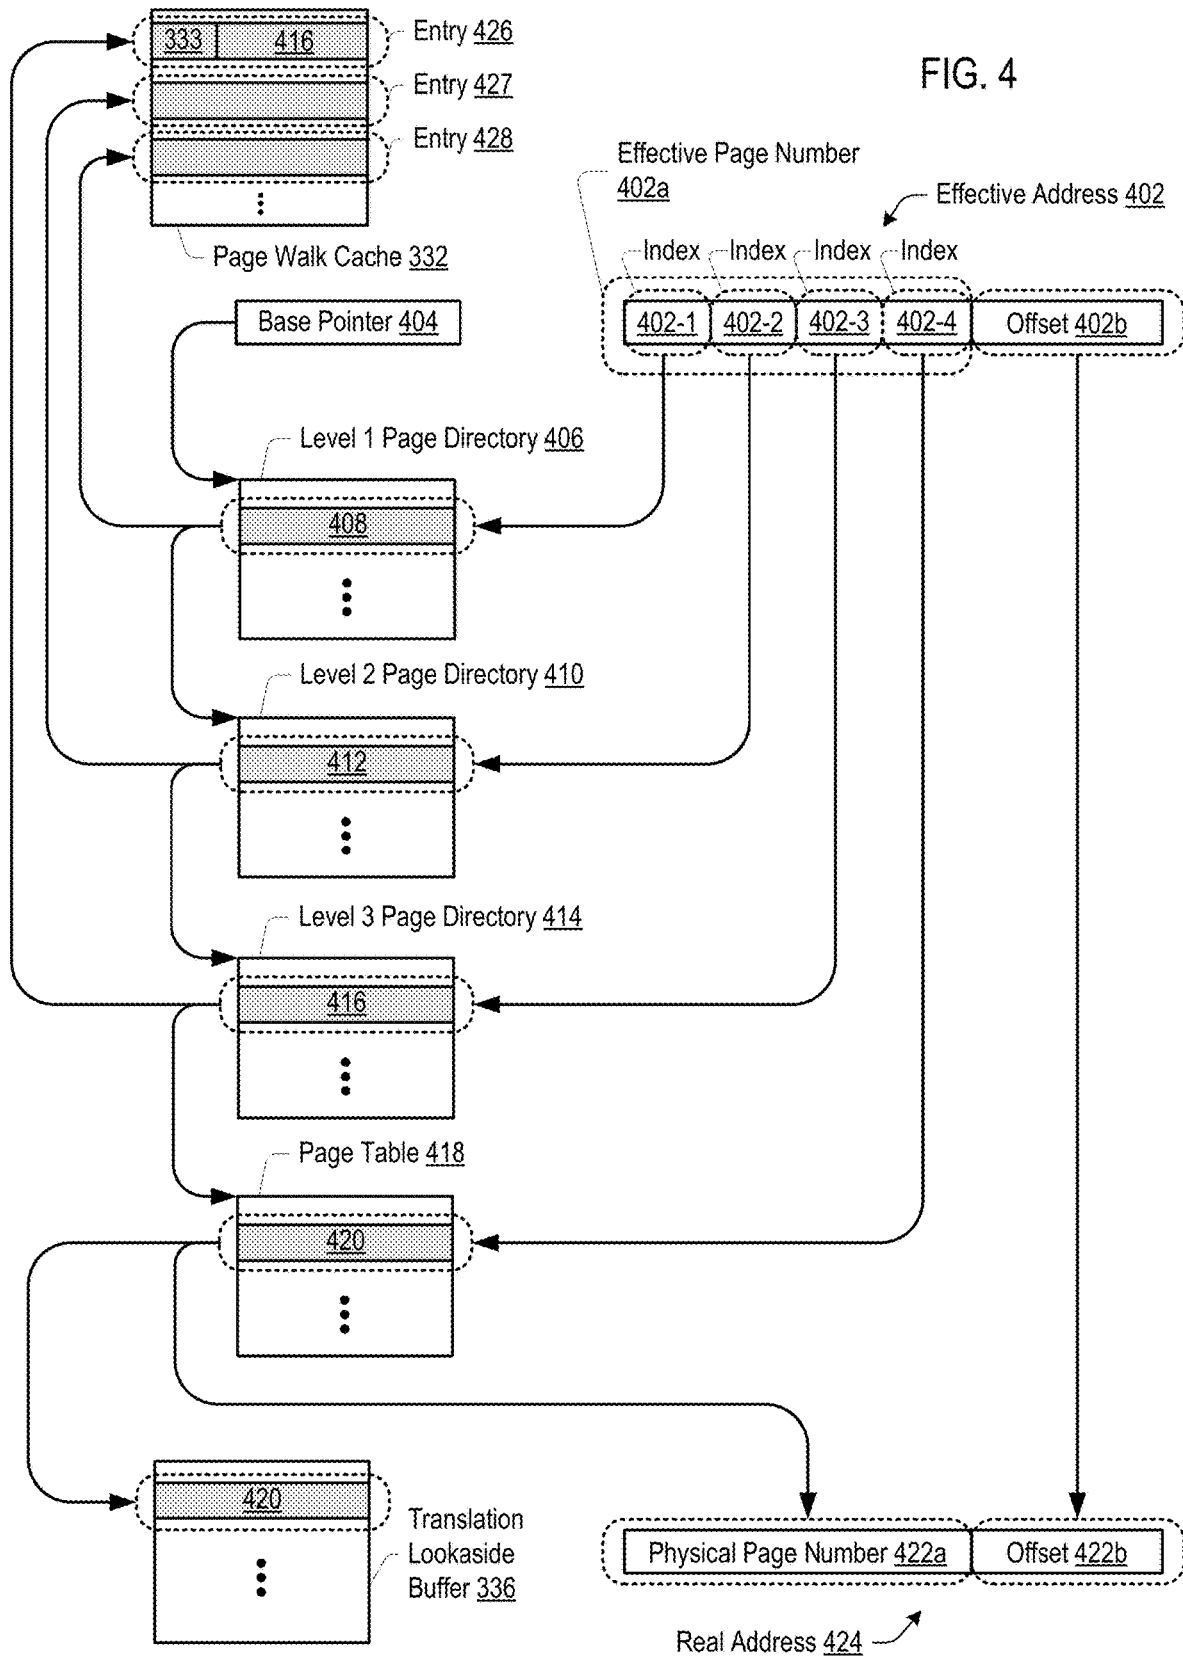 333 416
Entry 426
Entry 427
Entry 428
Page Walk Cache 332
FIG. 4
Effective Page Number
402a
Effective Address 402
Index Index Index Index
402-1 402-2 402-3 402-4 Offset 402b
Base Pointer 404
Level 1 Page Directory 406
408
Level 2 Page Directory 410
412
Level 3 Page Directory 414
416
Page Table 418
420
420
Translation
Lookaside
Buffer 336
Physical Page Number 422a Offset 422b
Real Address 424